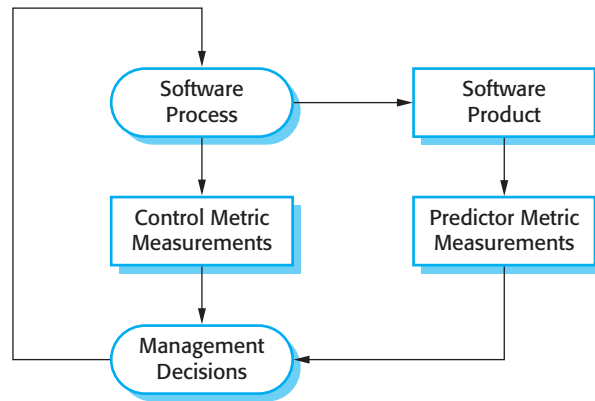 Software
Process
Software
Product
Control Metric
Measurements
Predictor Metric
Measurements
Management
Decisions